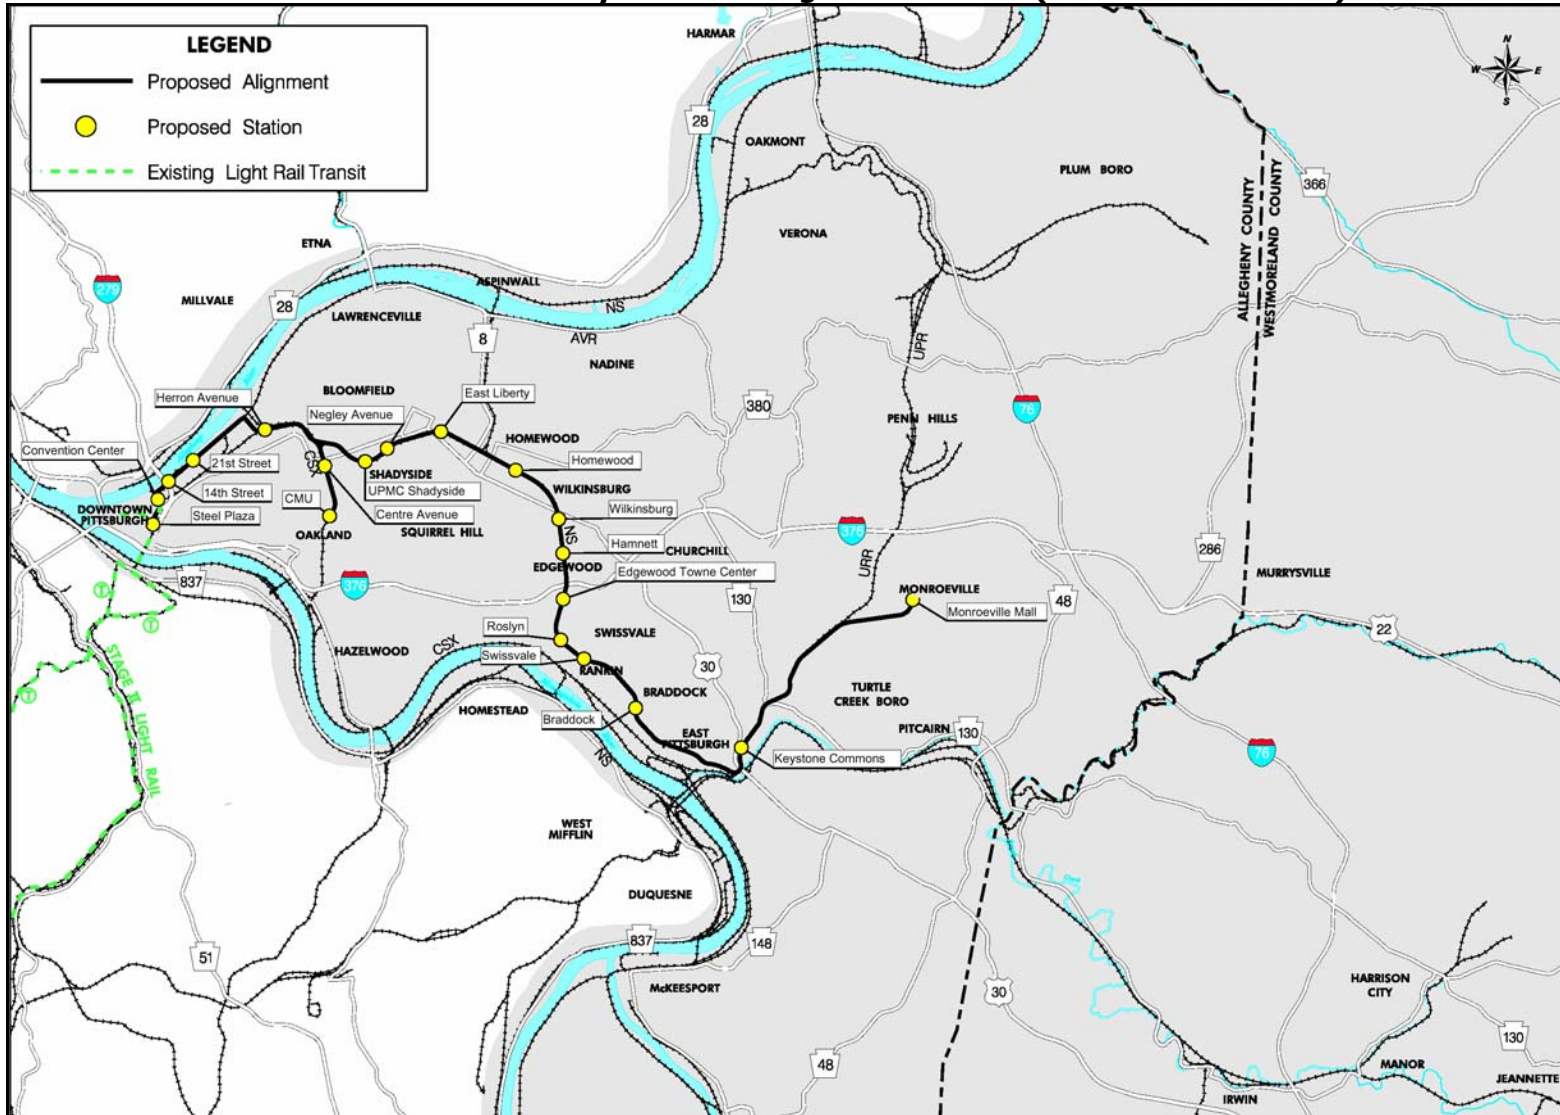 LEGEND
Proposed Alignment
Proposed Station
Existing Light Rail Transit
HARMAR
N
W
E
S
28
OAKMONT
PLUM BORO
366
ALLEGHENY COUNTY
WESTMORELAND COUNTY
VERONA
ETNA
279
MILLVALE
28
ASPINWALL
LAWRENCEVILLE
NS
8
AVR
NADINE
UPR
BLOOMFIELD
Herron Avenue
East Liberty
Negley Avenue
380
76
PENN HILLS
HOMEWOOD
Convention Center
21st Street
CSX
SHADYSIDE
Homewood
UPMC Shadyside
WILKINSBURG
14th Street
CMU
DOWNTOWN
PITTSBURGH
Steel Plaza
Centre Avenue
Wilkinsburg
OAKLAND
SQUIRREL HILL
NS
376
286
Hamnett
CHURCHILL
EDGEWOOD
Edgewood Towne Center
URR
MURRYSVILLE
837
376
T
MONROEVILLE
Monroeville Mall
130
48
22
T
Roslyn
SWISSVALE
HAZELWOOD
CSX
Swissvale
RANKIN
30
T
STAGE II LIGHT RAIL
BRADDOCK
TURTLE
CREEK BORO
HOMESTEAD
Braddock
EAST
PITTSBURGH
PITCAIRN
130
NS
Keystone Commons
76
WEST
MIFFLIN
DUQUESNE
837
148
51
McKEESPORT
30
HARRISON
CITY
130
48
MANOR
JEANNETTE
IRWIN